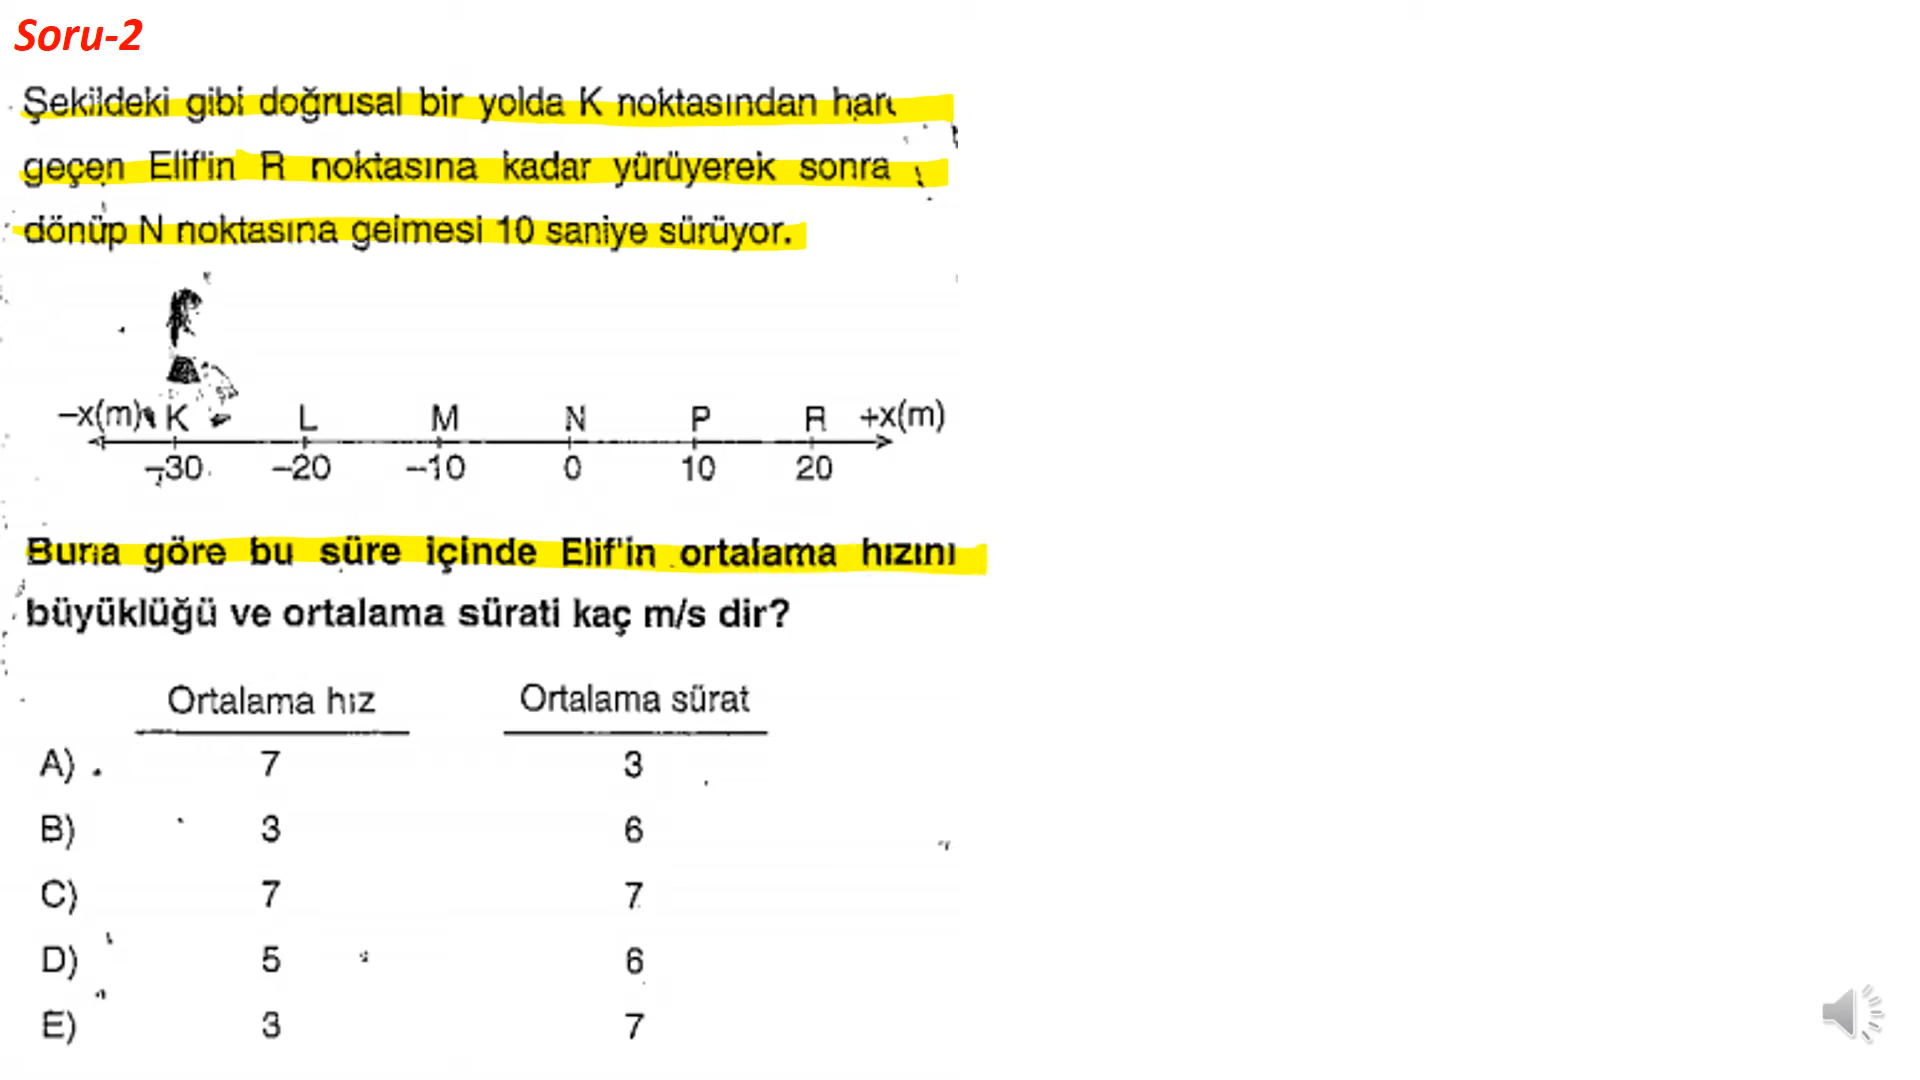 Soru-2
Şekildeki gibi doğrusal bir yolda K noktasından
geçen Elif'in R noktasına kadar yürüyerek sonra
dönüp N noktasına gelmesi 10 saniye sürüyor.
–x(m) K L M N P R +x(m)
–30 –20 –10 0 10 20
Buna göre bu süre içinde Elif'in ortalama hızını
büyüklüğü ve ortalama sürati kaç m/s dir?
Ortalama hız Ortalama sürat
A) 7 3
B) 3 6
C) 7 7
D) 5 6
E) 3 7